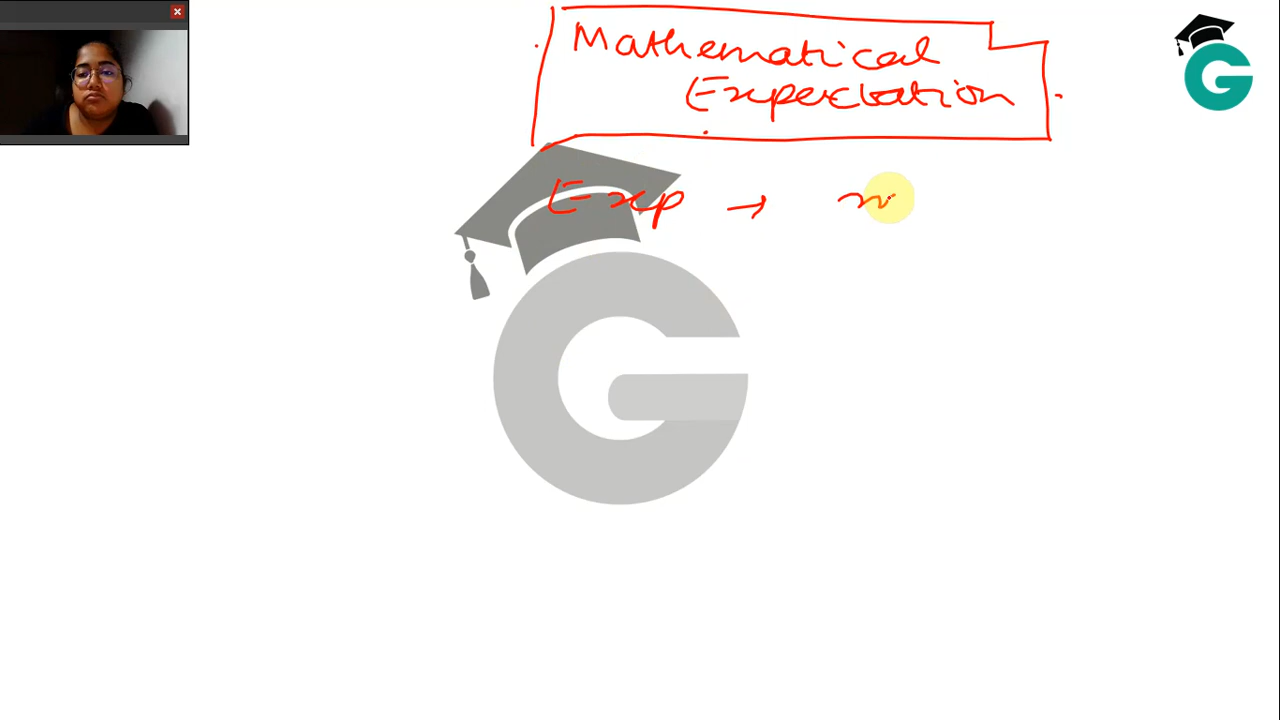 Mathematical
Expectation
Exp →